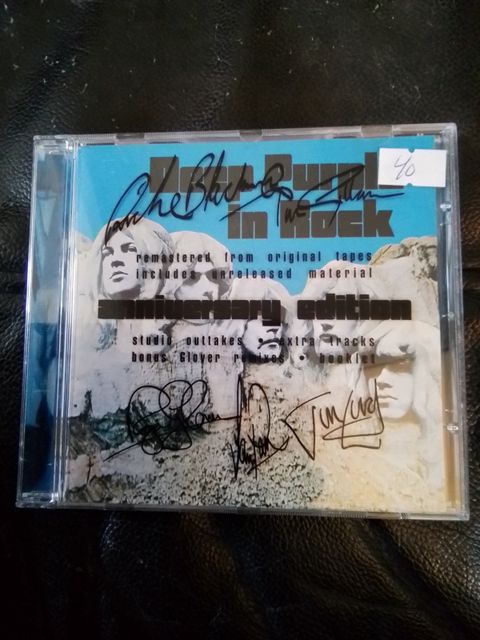 Deep Purple
in Rock
40
remastered from original tapes
includes unreleased material
anniversary edition
studio outtakes • extra tracks
bonus Glover remixes • booklet